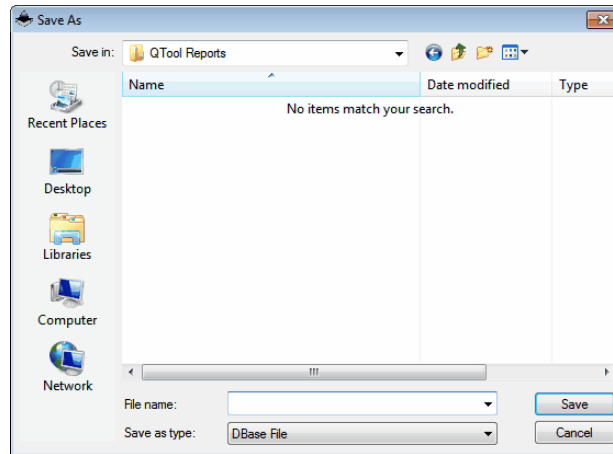 Save As
Save in: QTool Reports
Name Date modified Type
No items match your search.
Recent Places
Desktop
Libraries
Computer
Network
File name: Save
Save as type: DBase File Cancel